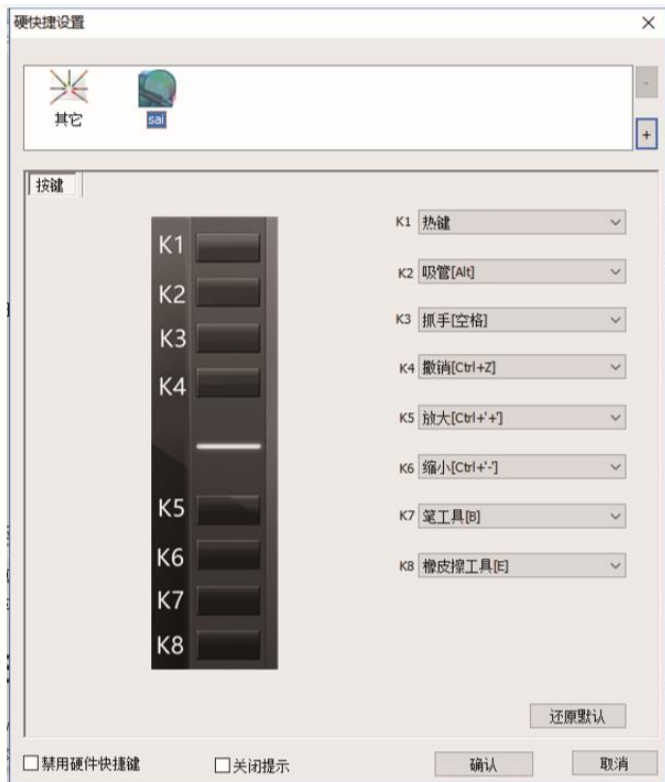 硬快捷设置
其它
sai
-
+
按键
K1
K2
K3
K4
K5
K6
K7
K8
K1 热键
K2 吸管[Alt]
K3 抓手[空格]
K4 撤销[Ctrl+Z]
K5 放大[Ctrl+'+']
K6 缩小[Ctrl+'-']
K7 笔工具[B]
K8 橡皮擦工具[E]
还原默认
禁用硬件快捷键
关闭提示
确认
取消